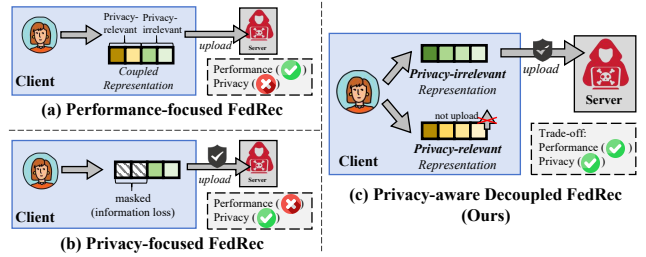 Privacy-
relevant
Privacy-
irrelevant
upload
Server
Client
Coupled
Representation
Performance ( )
Privacy ( )
(a) Performance-focused FedRec
upload
Server
Client
masked
(information loss)
Performance ( )
Privacy ( )
(b) Privacy-focused FedRec
Privacy-irrelevant
Representation
upload
Server
not upload
Client
Privacy-relevant
Representation
Trade-off:
Performance ( )
Privacy ( )
(c) Privacy-aware Decoupled FedRec
(Ours)